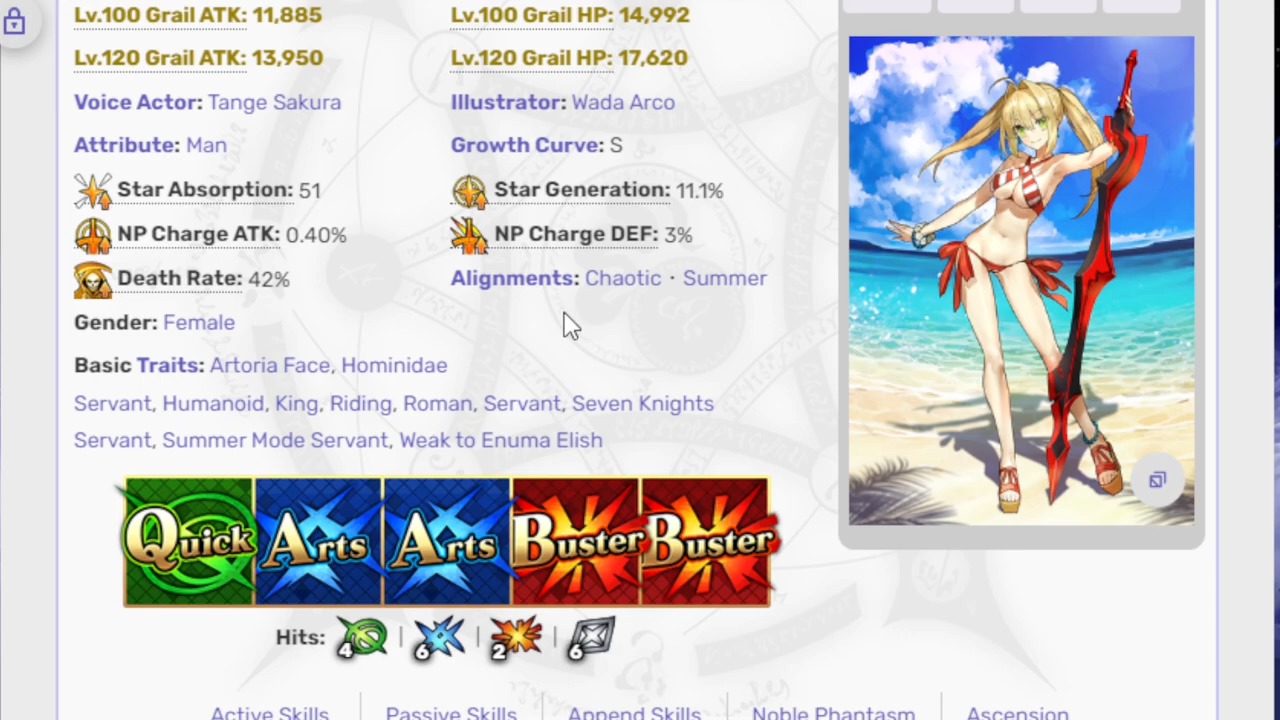 Lv.100 Grail ATK: 11,885 Lv.100 Grail HP: 14,992
Lv.120 Grail ATK: 13,950 Lv.120 Grail HP: 17,620
Voice Actor: Tange Sakura Illustrator: Wada Arco
Attribute: Man Growth Curve: S
Star Absorption: 51 Star Generation: 11.1%
NP Charge ATK: 0.40% NP Charge DEF: 3%
Death Rate: 42% Alignments: Chaotic · Summer
Gender: Female
Basic Traits: Artoria Face, Hominidae
Servant, Humanoid, King, Riding, Roman, Servant, Seven Knights
Servant, Summer Mode Servant, Weak to Enuma Elish
Quick Arts Arts Buster Buster
Hits: 4 | 6 | 2 | 6
Active Skills Passive Skills Append Skills Noble Phantasm Ascension